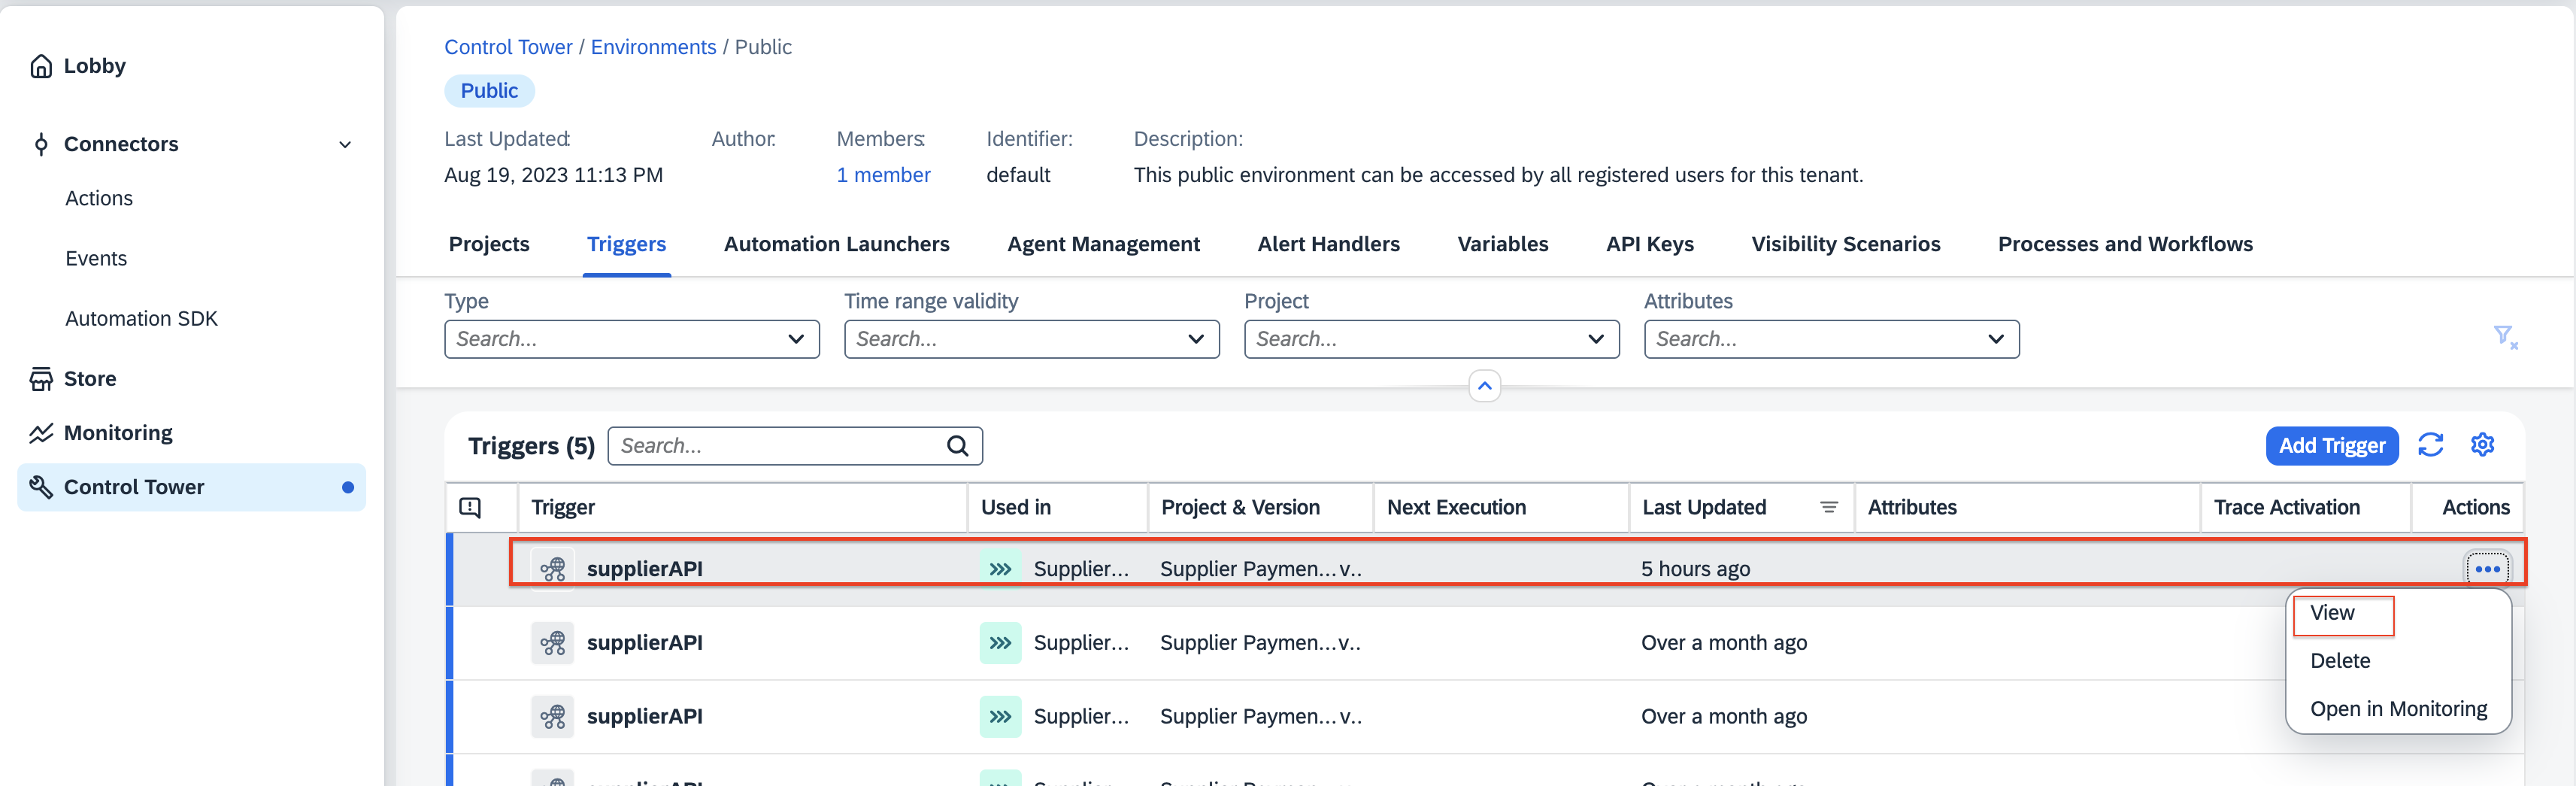 Lobby
Connectors
Actions
Events
Automation SDK
Store
Monitoring
Control Tower
Control Tower / Environments / Public
Public
Last Updated: Author: Members: Identifier: Description:
Aug 19, 2023 11:13 PM 1 member default This public environment can be accessed by all registered users for this tenant.
Projects Triggers Automation Launchers Agent Management Alert Handlers Variables API Keys Visibility Scenarios Processes and Workflows
Type Time range validity Project Attributes
Search... Search... Search... Search...
Triggers (5) Search... Add Trigger
Trigger Used in Project & Version Next Execution Last Updated Attributes Trace Activation Actions
supplierAPI Supplier... Supplier Paymen...v.. 5 hours ago
View
supplierAPI Supplier... Supplier Paymen...v.. Over a month ago
Delete
supplierAPI Supplier... Supplier Paymen...v.. Over a month ago
Open in Monitoring